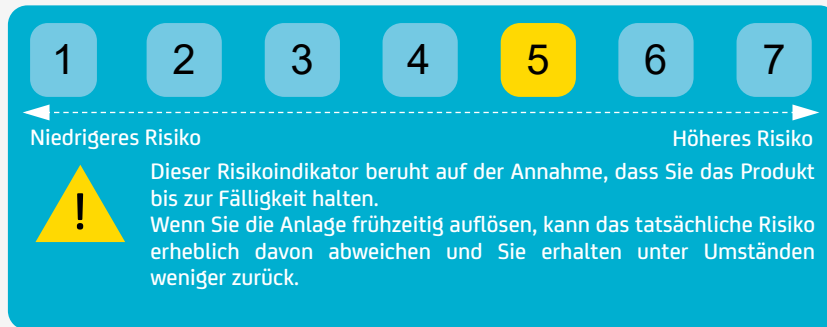 1 2 3 4 5 6 7
Niedrigeres Risiko Höheres Risiko
!
Dieser Risikoindikator beruht auf der Annahme, dass Sie das Produkt
bis zur Fälligkeit halten.
Wenn Sie die Anlage frühzeitig auflösen, kann das tatsächliche Risiko
erheblich davon abweichen und Sie erhalten unter Umständen
weniger zurück.